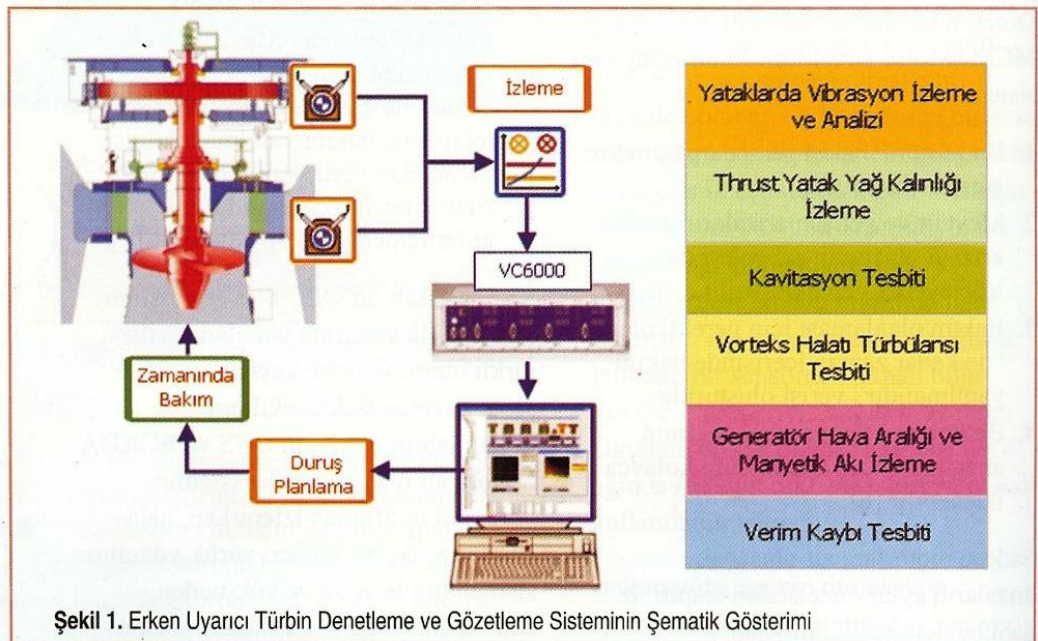 İzleme
VC6000
Zamanında
Bakım
Duruş
Planlama
Yataklarda Vibrasyon İzleme
ve Analizi
Thrust Yatak Yağ Kalınlığı
İzleme
Kavitasyon Tesbiti
Vorteks Halatı Türbülansı
Tesbiti
Generatör Hava Aralığı ve
Manyetik Akı İzleme
Verim Kaybı Tesbiti
Şekil 1. Erken Uyarıcı Türbin Denetleme ve Gözetleme Sisteminin Şematik Gösterimi